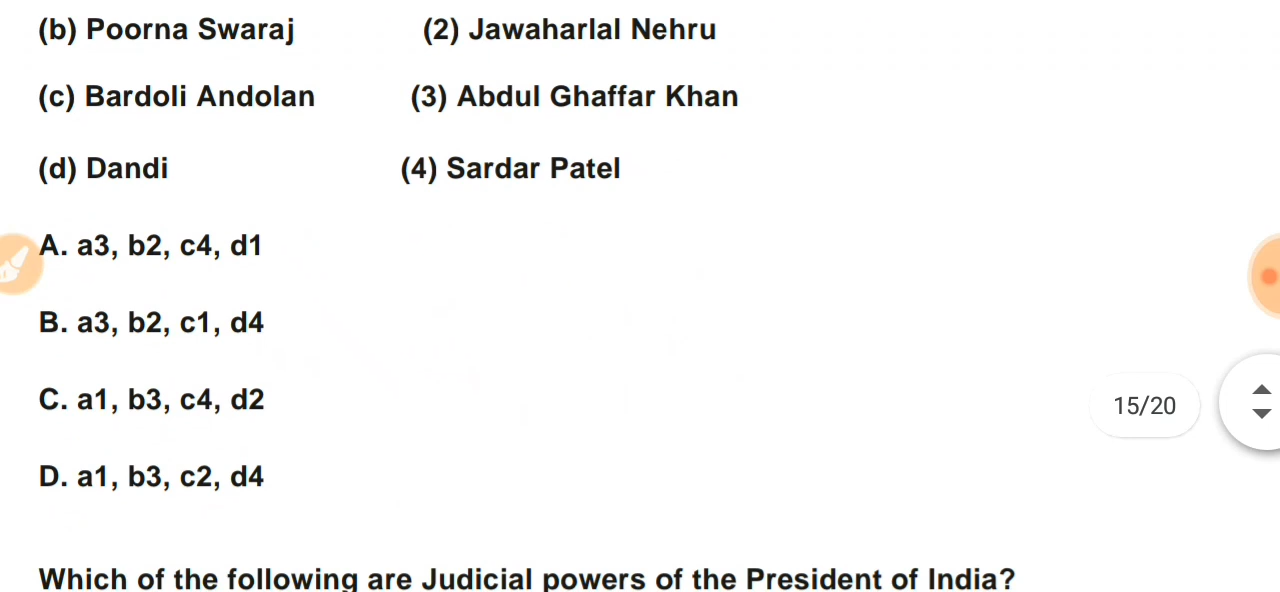 (b) Poorna Swaraj (2) Jawaharlal Nehru
(c) Bardoli Andolan (3) Abdul Ghaffar Khan
(d) Dandi (4) Sardar Patel
A. a3, b2, c4, d1
B. a3, b2, c1, d4
C. a1, b3, c4, d2
15/20
D. a1, b3, c2, d4
Which of the following are Judicial powers of the President of India?